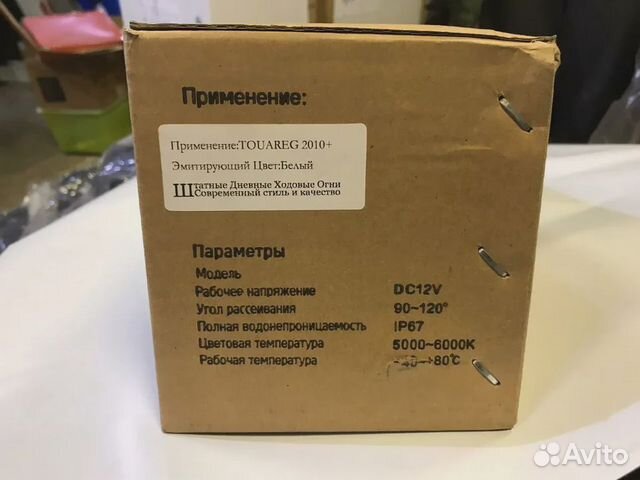 Применение:
Применение:TOUAREG 2010+
Эмитирующий Цвет:Белый
Штатные Дневные Ходовые Огни
Современный стиль и качество
Параметры
Модель
Рабочее напряжение DC12V
Угол рассеивания 90~120°
Полная водонепроницаемость IP67
Цветовая температура 5000~6000K
Рабочая температура -40~+80℃
Avito